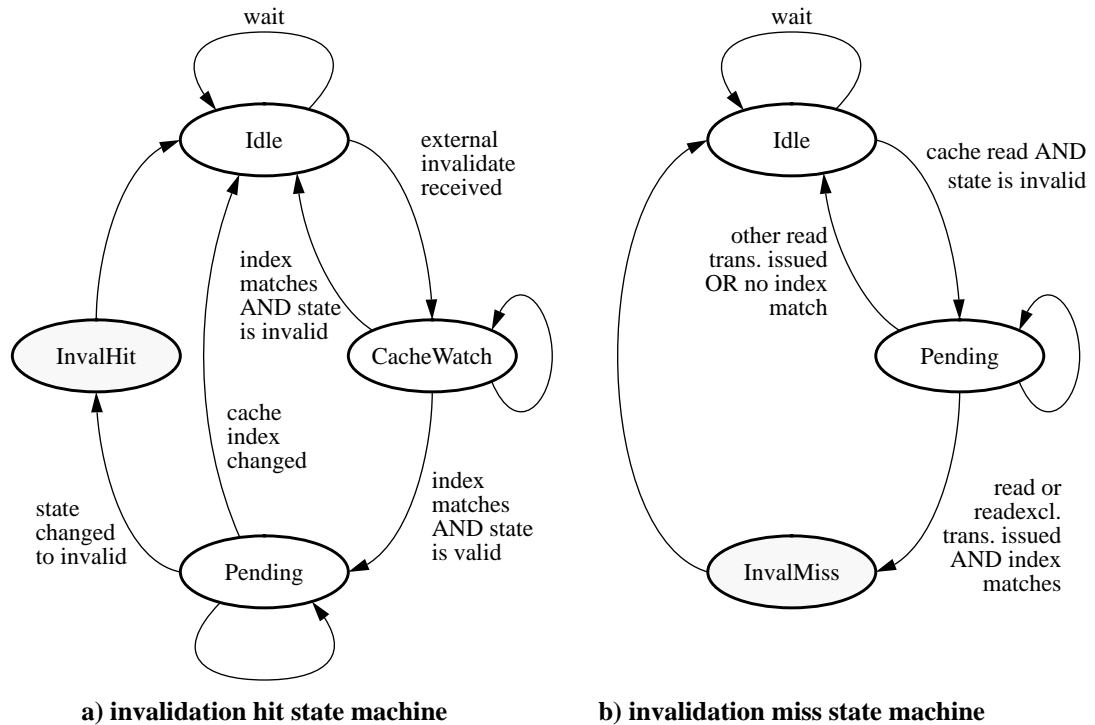 wait
Idle
external
invalidate
received
index
matches
AND state
is invalid
InvalHit
CacheWatch
cache
index
changed
index
matches
AND state
is valid
state
changed
to invalid
Pending
a) invalidation hit state machine
wait
Idle
cache read AND
state is invalid
other read
trans. issued
OR no index
match
Pending
read or
readexcl.
trans. issued
AND index
matches
InvalMiss
b) invalidation miss state machine